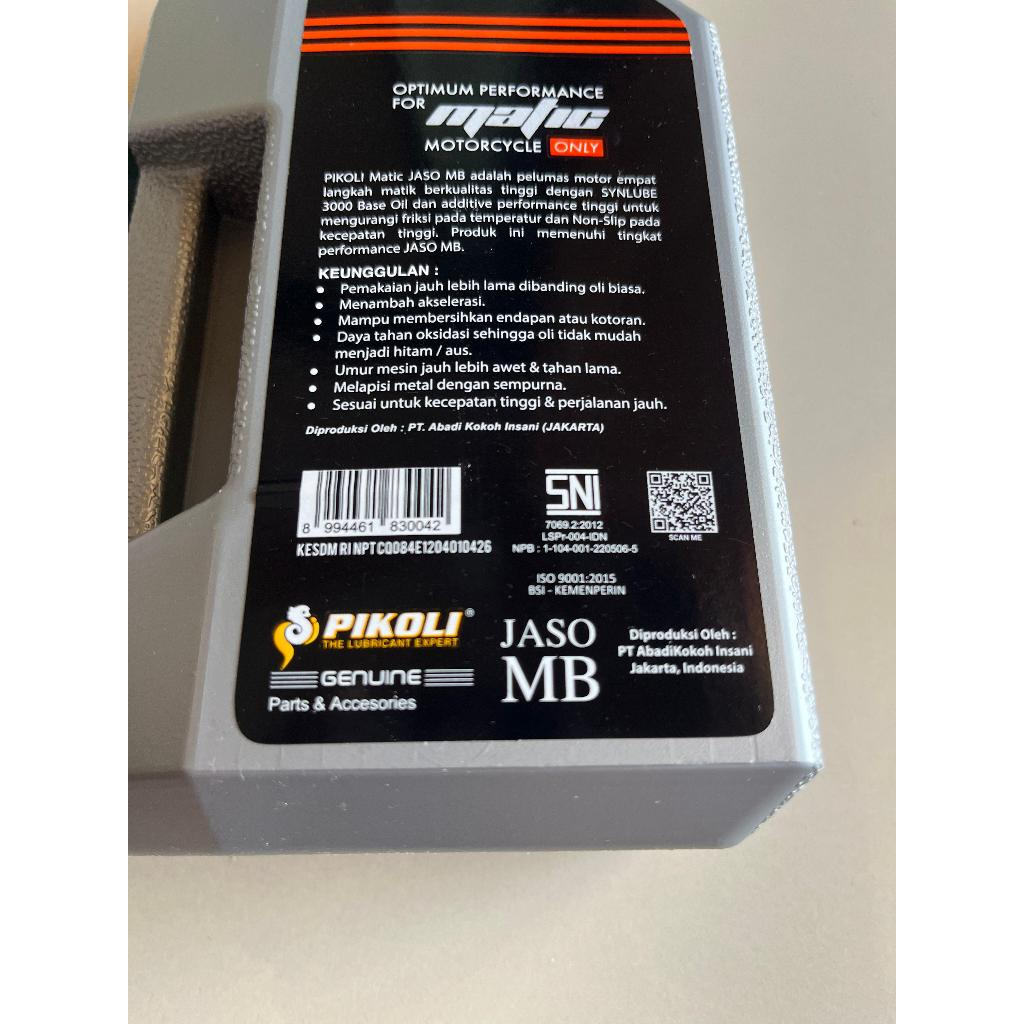 OPTIMUM PERFORMANCE
FOR matic
MOTORCYCLE ONLY
PIKOLI Matic JASO MB adalah pelumas motor empat
langkah matik berkualitas tinggi dengan SYNLUBE
3000 Base Oil dan additive performance tinggi untuk
mengurangi friksi pada temperatur dan Non-Slip pada
kecepatan tinggi. Produk ini memenuhi tingkat
performance JASO MB.
KEUNGGULAN :
• Pemakaian jauh lebih lama dibanding oli biasa.
• Menambah akselerasi.
• Mampu membersihkan endapan atau kotoran.
• Daya tahan oksidasi sehingga oli tidak mudah
menjadi hitam / aus.
• Umur mesin jauh lebih awet & tahan lama.
• Melapisi metal dengan sempurna.
• Sesuai untuk kecepatan tinggi & perjalanan jauh.
Diproduksi Oleh : PT. Abadi Kokoh Insani (JAKARTA)
8 994461 830042
KESDM RI NPT C0084E1204010426
SNI
7069.2:2012
LSPr-004-IDN
NPB : 1-104-001-220506-5
SCAN ME
ISO 9001:2015
BSI - KEMENPERIN
PIKOLI®
THE LUBRICANT EXPERT
GENUINE
Parts & Accesories
JASO
MB
Diproduksi Oleh :
PT AbadiKokoh Insani
Jakarta, Indonesia